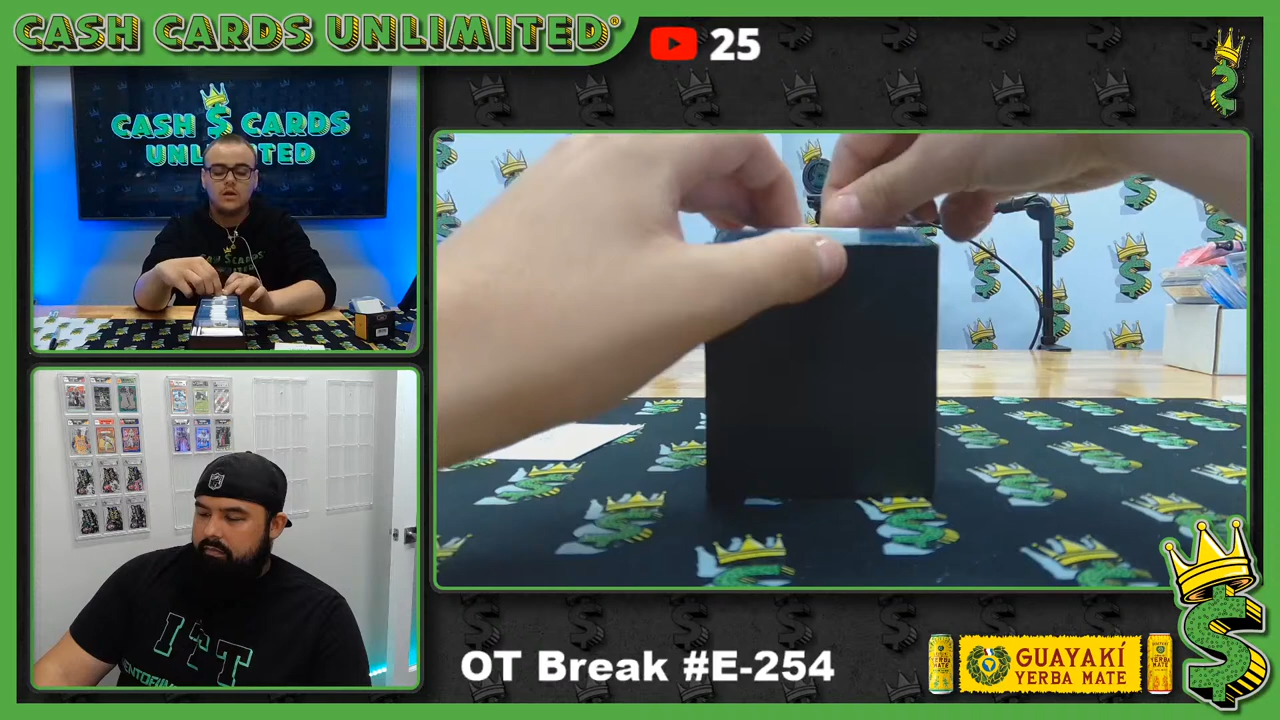 CASH CARDS UNLIMITED®
25
CASH $ CARDS
UNLIMITED
OT Break #E-254
GUAYAKÍ
YERBA MATE